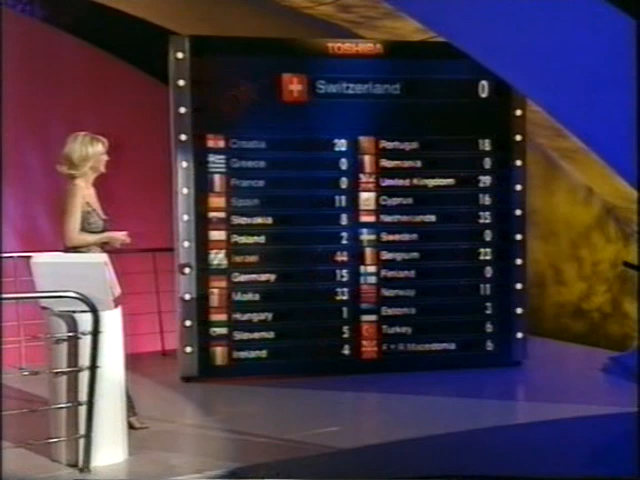 TOSHIBA
Switzerland 0
Croatia 20 Portugal 18
Greece 0 Romania 0
France 0 United Kingdom 29
Spain 11 Cyprus 16
Slovakia 8 Netherlands 35
Poland 2 Sweden 0
Israel 44 Belgium 23
Germany 15 Finland 0
Malta 33 Norway 11
Hungary 1 Estonia 3
Slovenia 5 Turkey 6
Ireland 4 F Y R Macedonia 6